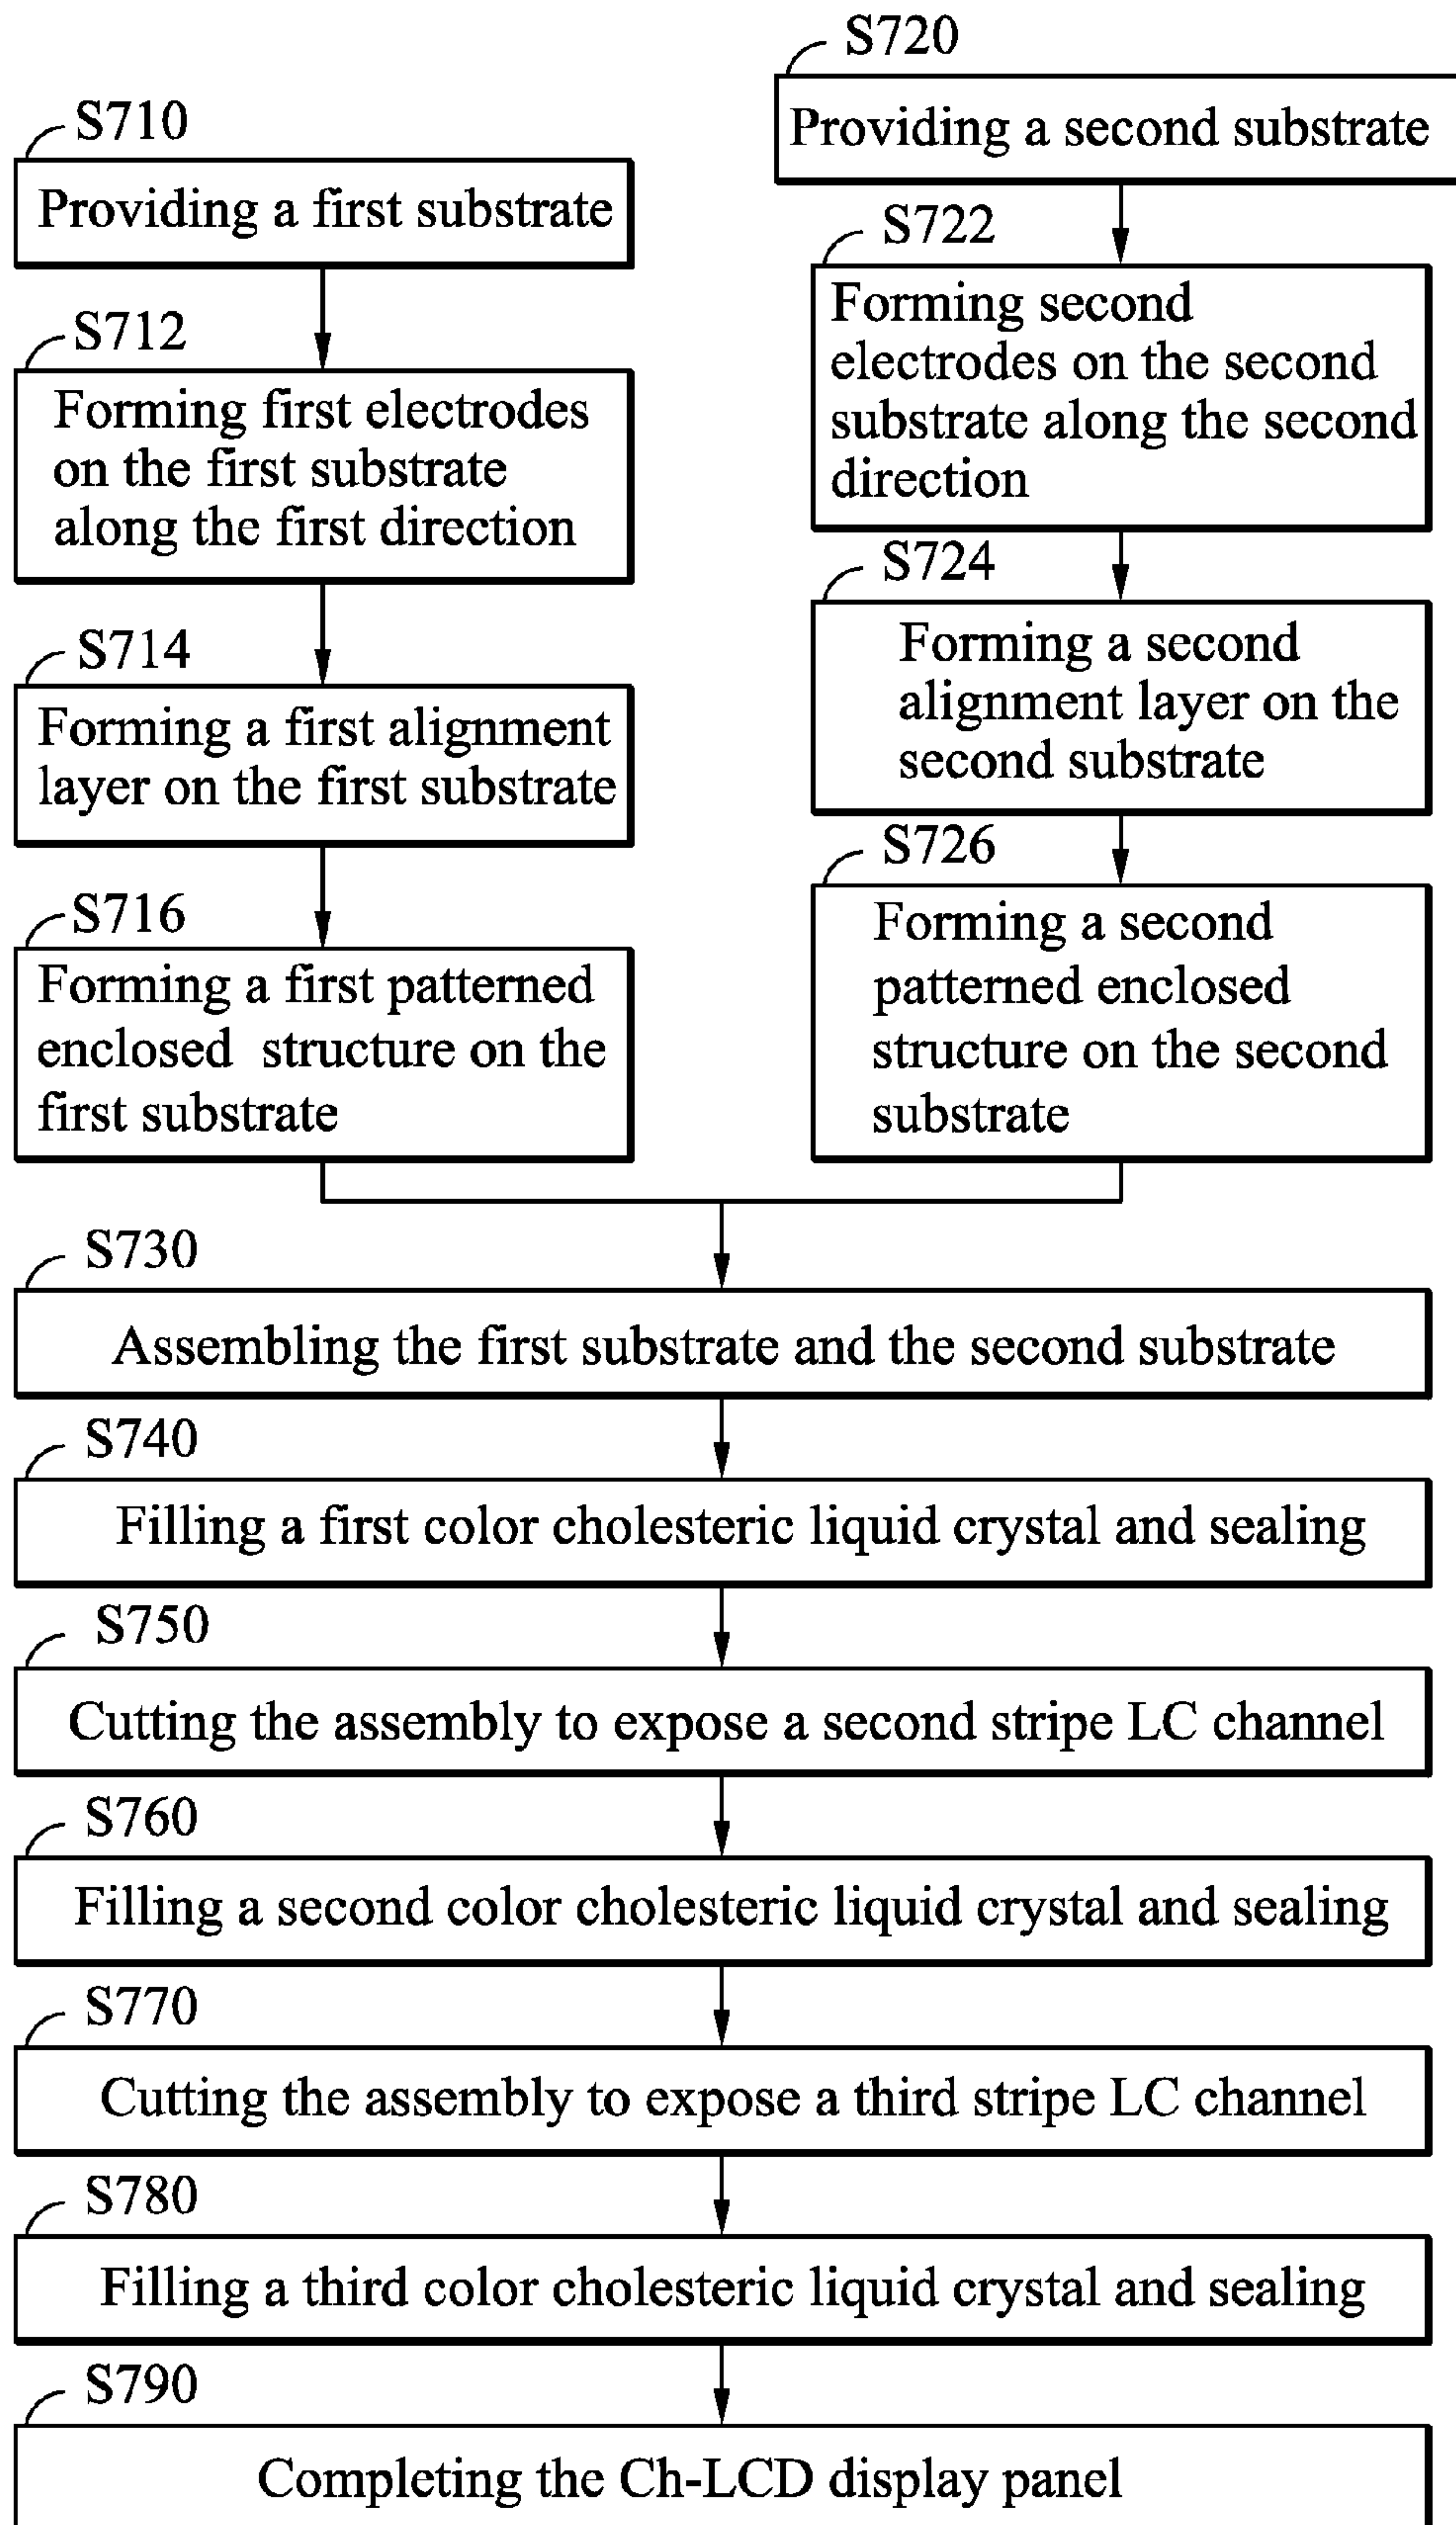 S710
Providing a first substrate
S712
Forming first electrodes
on the first substrate
along the first direction
S714
Forming a first alignment
layer on the first substrate
S716
Forming a first patterned
enclosed structure on the
first substrate
S720
Providing a second substrate
S722
Forming second
electrodes on the second
substrate along the second
direction
S724
Forming a second
alignment layer on the
second substrate
S726
Forming a second
patterned enclosed
structure on the second
substrate
S730
Assembling the first substrate and the second substrate
S740
Filling a first color cholesteric liquid crystal and sealing
S750
Cutting the assembly to expose a second stripe LC channel
S760
Filling a second color cholesteric liquid crystal and sealing
S770
Cutting the assembly to expose a third stripe LC channel
S780
Filling a third color cholesteric liquid crystal and sealing
S790
Completing the Ch-LCD display panel